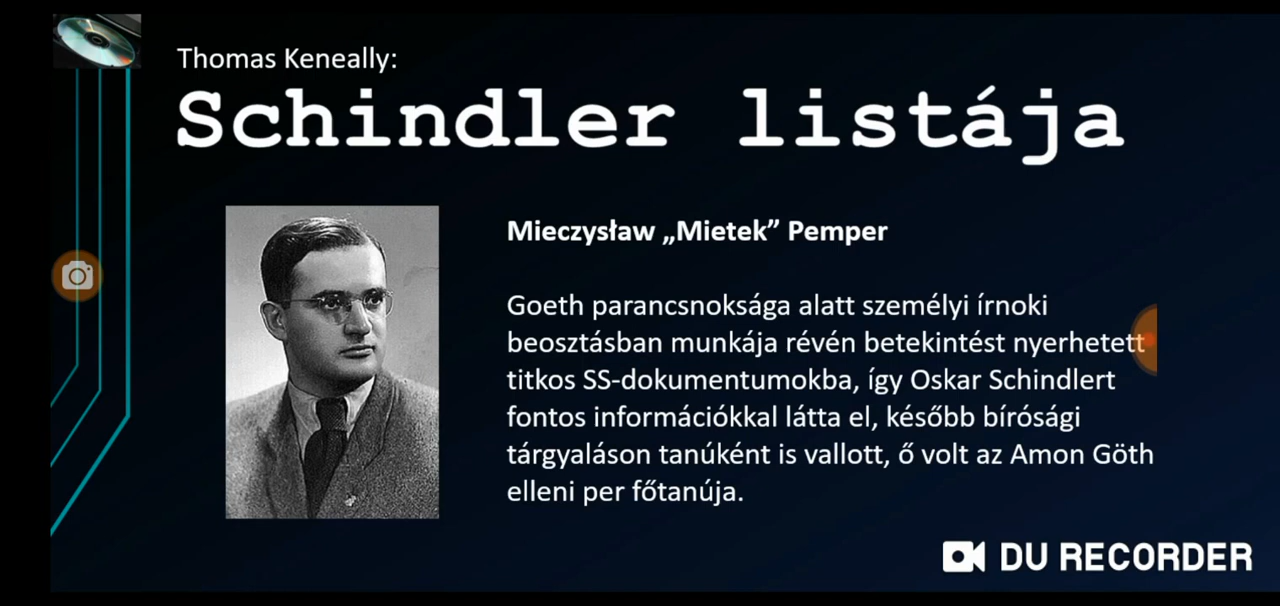 Thomas Keneally:
Schindler listája
Mieczysław „Mietek” Pemper
Goeth parancsnoksága alatt személyi írnoki
beosztásban munkája révén betekintést nyerhetett
titkos SS-dokumentumokba, így Oskar Schindlert
fontos információkkal látta el, később bírósági
tárgyaláson tanúként is vallott, ő volt az Amon Göth
elleni per főtanúja.
DU RECORDER